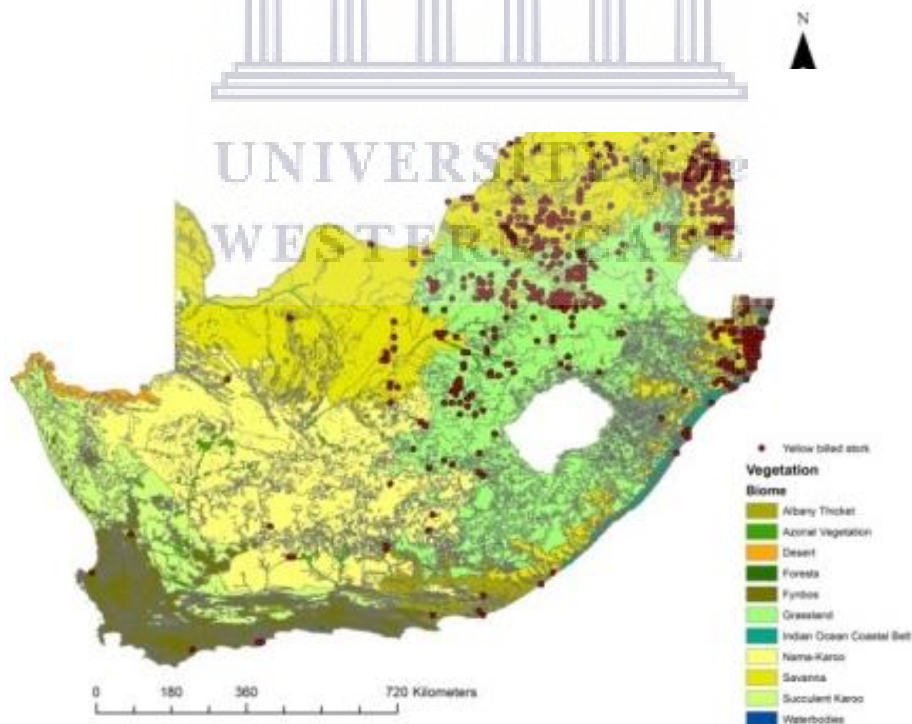 N
UNIVERSITY of the
WESTERN CAPE
Yellow billed stork
Vegetation
Biome
Albany Thicket
Azonal Vegetation
Desert
Forests
Fynbos
Grassland
Indian Ocean Coastal Belt
Nama-Karoo
Savanna
Succulent Karoo
Waterbodies
0 180 360 720 Kilometers